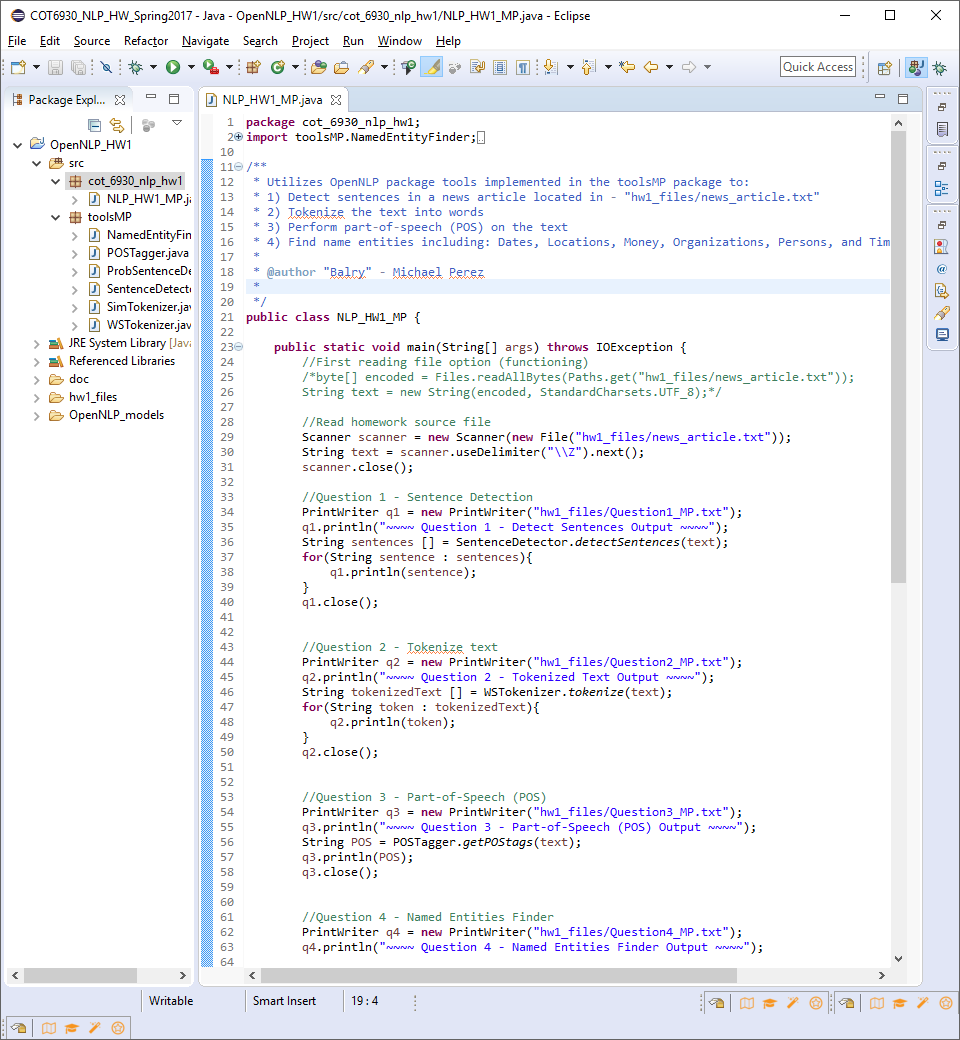 COT6930_NLP_HW_Spring2017 - Java - OpenNLP_HW1/src/cot_6930_nlp_hw1/NLP_HW1_MP.java - Eclipse
File Edit Source Refactor Navigate Search Project Run Window Help
Quick Access
Package Expl...
OpenNLP_HW1
src
cot_6930_nlp_hw1
NLP_HW1_MP.ja
toolsMP
NamedEntityFin
POSTagger.java
ProbSentenceDe
SentenceDetecto
SimTokenizer.jav
WSTokenizer.jav
JRE System Library [Java
Referenced Libraries
doc
hw1_files
OpenNLP_models
NLP_HW1_MP.java
1 package cot_6930_nlp_hw1;
2 import toolsMP.NamedEntityFinder;
10
11 /**
12 * Utilizes OpenNLP package tools implemented in the toolsMP package to:
13 * 1) Detect sentences in a news article located in - "hw1_files/news_article.txt"
14 * 2) Tokenize the text into words
15 * 3) Perform part-of-speech (POS) on the text
16 * 4) Find name entities including: Dates, Locations, Money, Organizations, Persons, and Tim
17 *
18 * @author "Balry" - Michael Perez
19 *
20 */
21 public class NLP_HW1_MP {
22
23 public static void main(String[] args) throws IOException {
24 //First reading file option (functioning)
25 /*byte[] encoded = Files.readAllBytes(Paths.get("hw1_files/news_article.txt"));
26 String text = new String(encoded, StandardCharsets.UTF_8);*/
27
28 //Read homework source file
29 Scanner scanner = new Scanner(new File("hw1_files/news_article.txt"));
30 String text = scanner.useDelimiter("\\Z").next();
31 scanner.close();
32
33 //Question 1 - Sentence Detection
34 PrintWriter q1 = new PrintWriter("hw1_files/Question1_MP.txt");
35 q1.println("~~~~ Question 1 - Detect Sentences Output ~~~~");
36 String sentences [] = SentenceDetector.detectSentences(text);
37 for(String sentence : sentences){
38 q1.println(sentence);
39 }
40 q1.close();
41
42
43 //Question 2 - Tokenize text
44 PrintWriter q2 = new PrintWriter("hw1_files/Question2_MP.txt");
45 q2.println("~~~~ Question 2 - Tokenized Text Output ~~~~");
46 String tokenizedText [] = WSTokenizer.tokenize(text);
47 for(String token : tokenizedText){
48 q2.println(token);
49 }
50 q2.close();
51
52
53 //Question 3 - Part-of-Speech (POS)
54 PrintWriter q3 = new PrintWriter("hw1_files/Question3_MP.txt");
55 q3.println("~~~~ Question 3 - Part-of-Speech (POS) Output ~~~~");
56 String POS = POSTagger.getPOStags(text);
57 q3.println(POS);
58 q3.close();
59
60
61 //Question 4 - Named Entities Finder
62 PrintWriter q4 = new PrintWriter("hw1_files/Question4_MP.txt");
63 q4.println("~~~~ Question 4 - Named Entities Finder Output ~~~~");
64
Writable Smart Insert 19 : 4